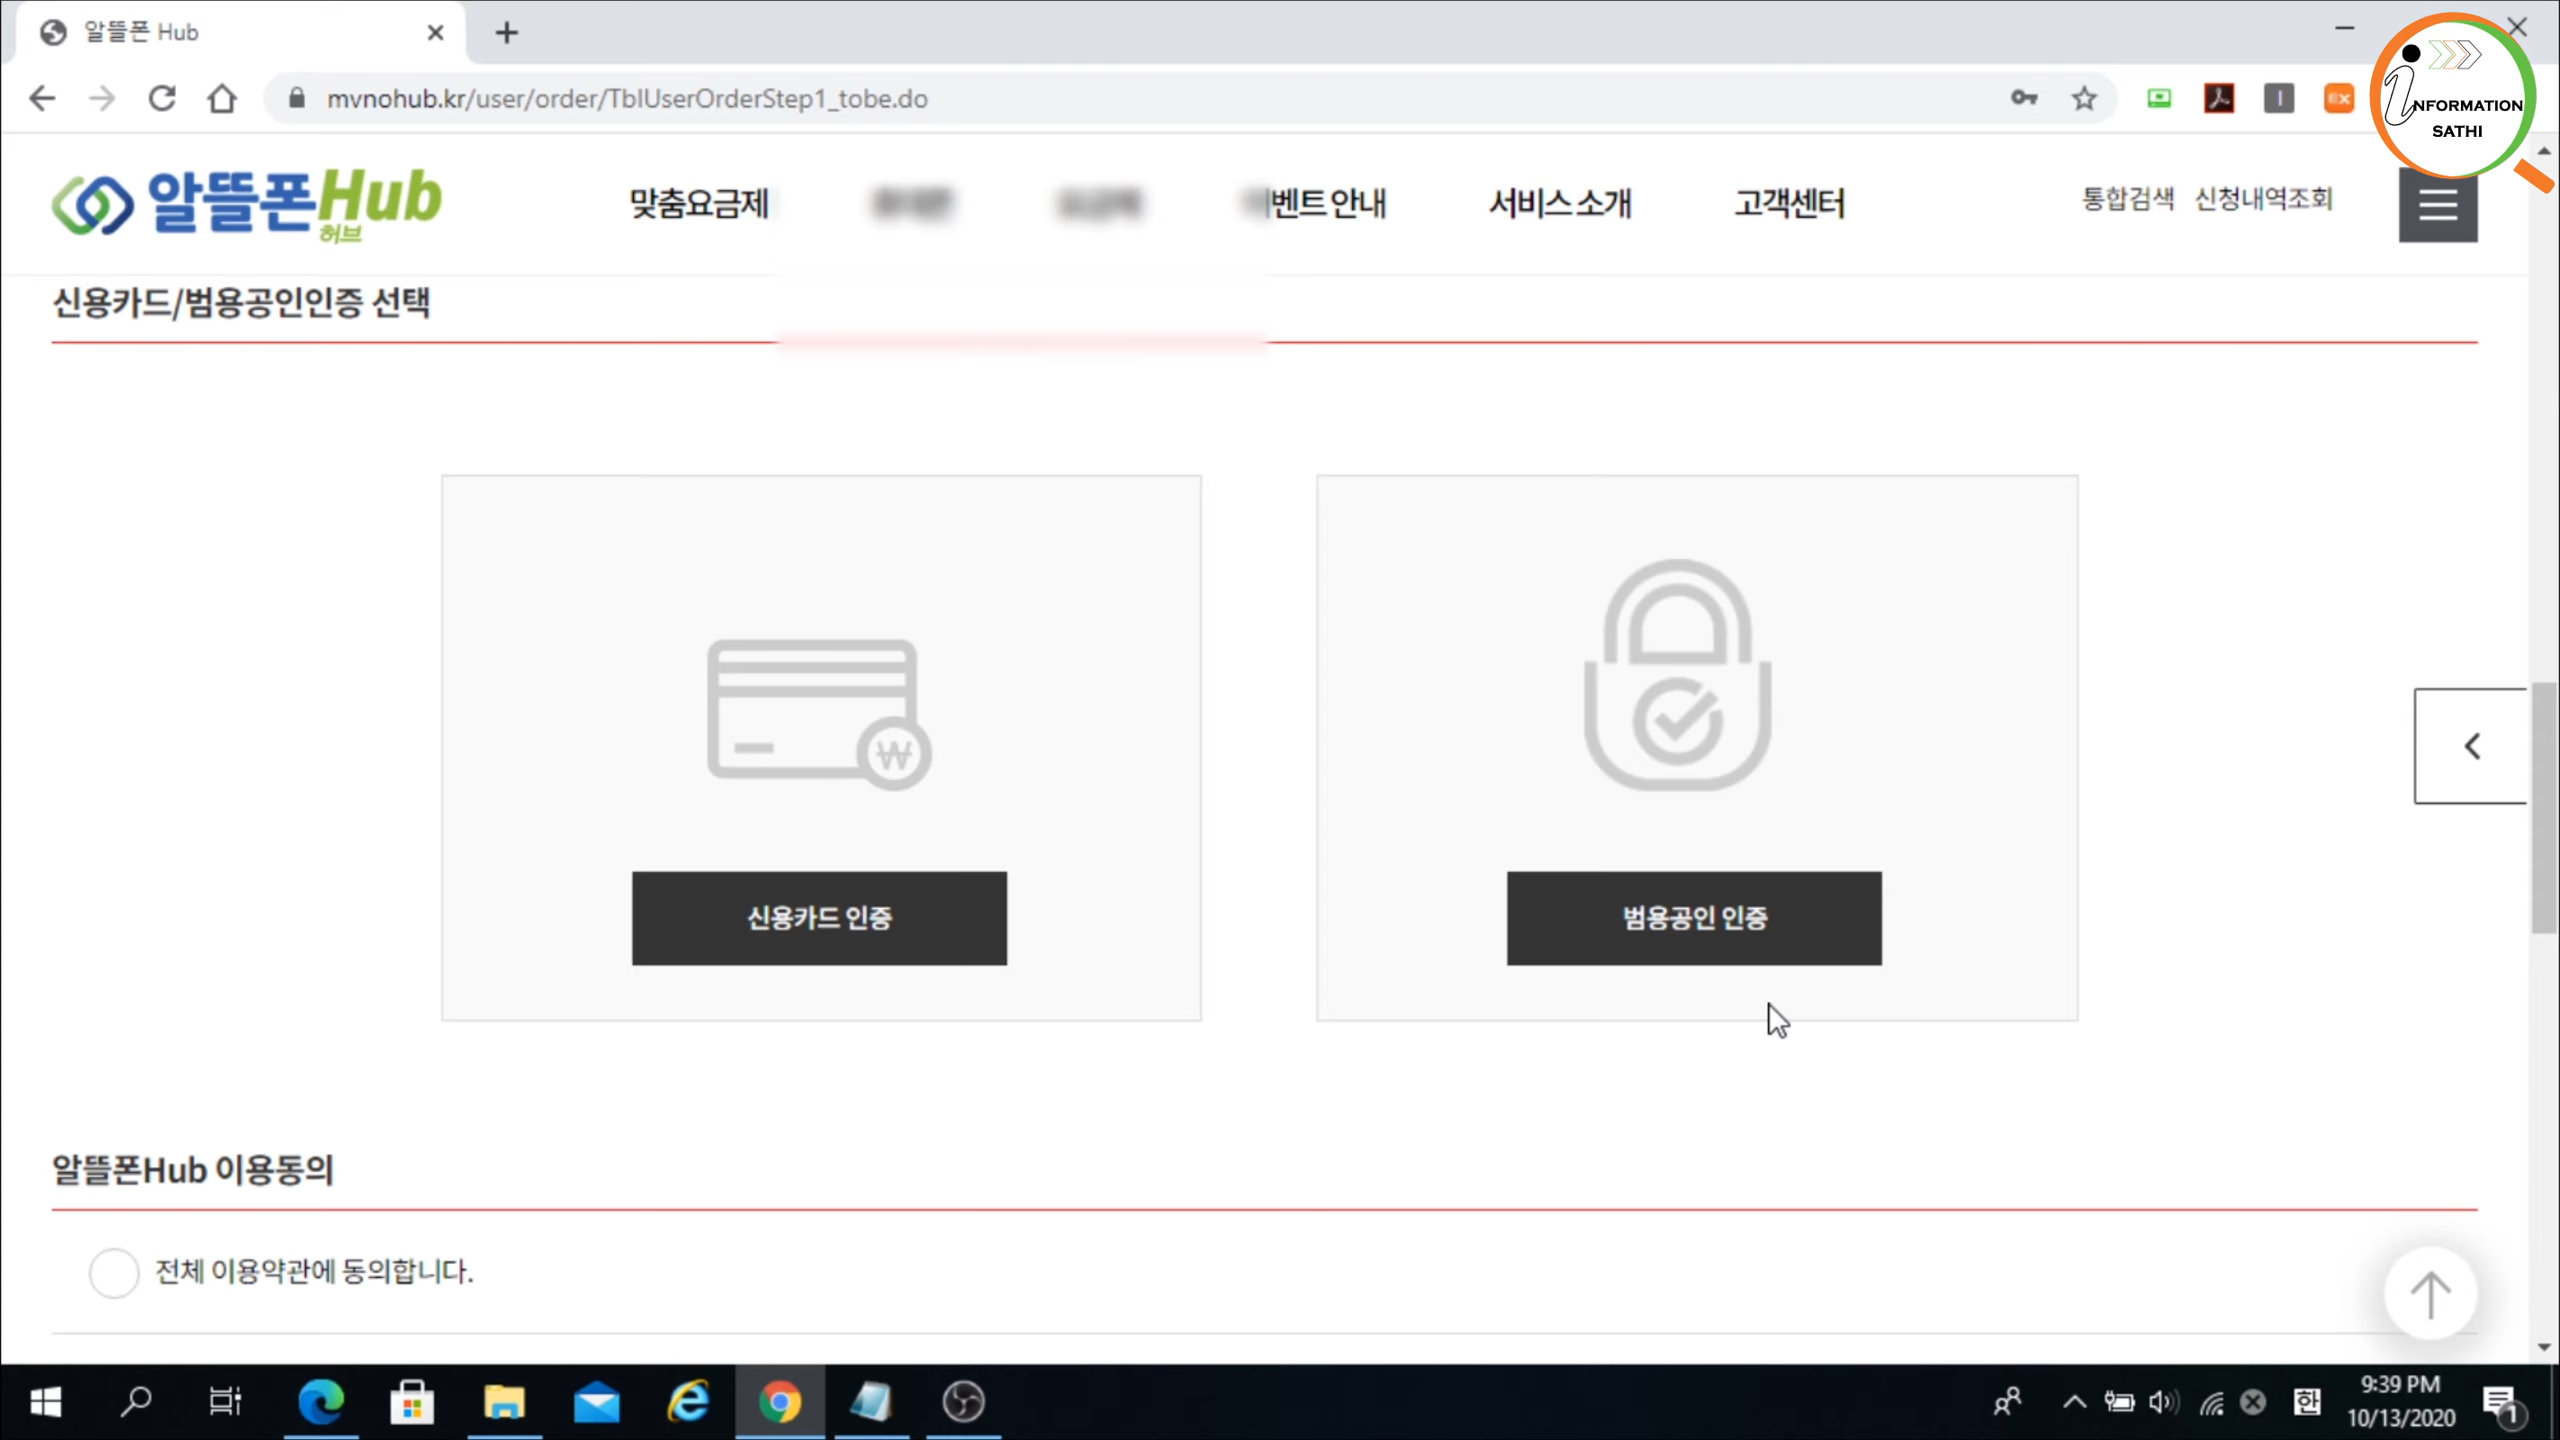 알뜰폰 Hub
mvnohub.kr/user/order/TblUserOrderStep1_tobe.do
iNFORMATION
SATHI
알뜰폰Hub
허브
맞춤요금제
벤트 안내
서비스 소개
고객센터
통합검색 신청내역조회
신용카드/범용공인인증 선택
₩
신용카드 인증
범용공인 인증
알뜰폰Hub 이용동의
전체 이용약관에 동의합니다.
한
9:39 PM
10/13/2020
1